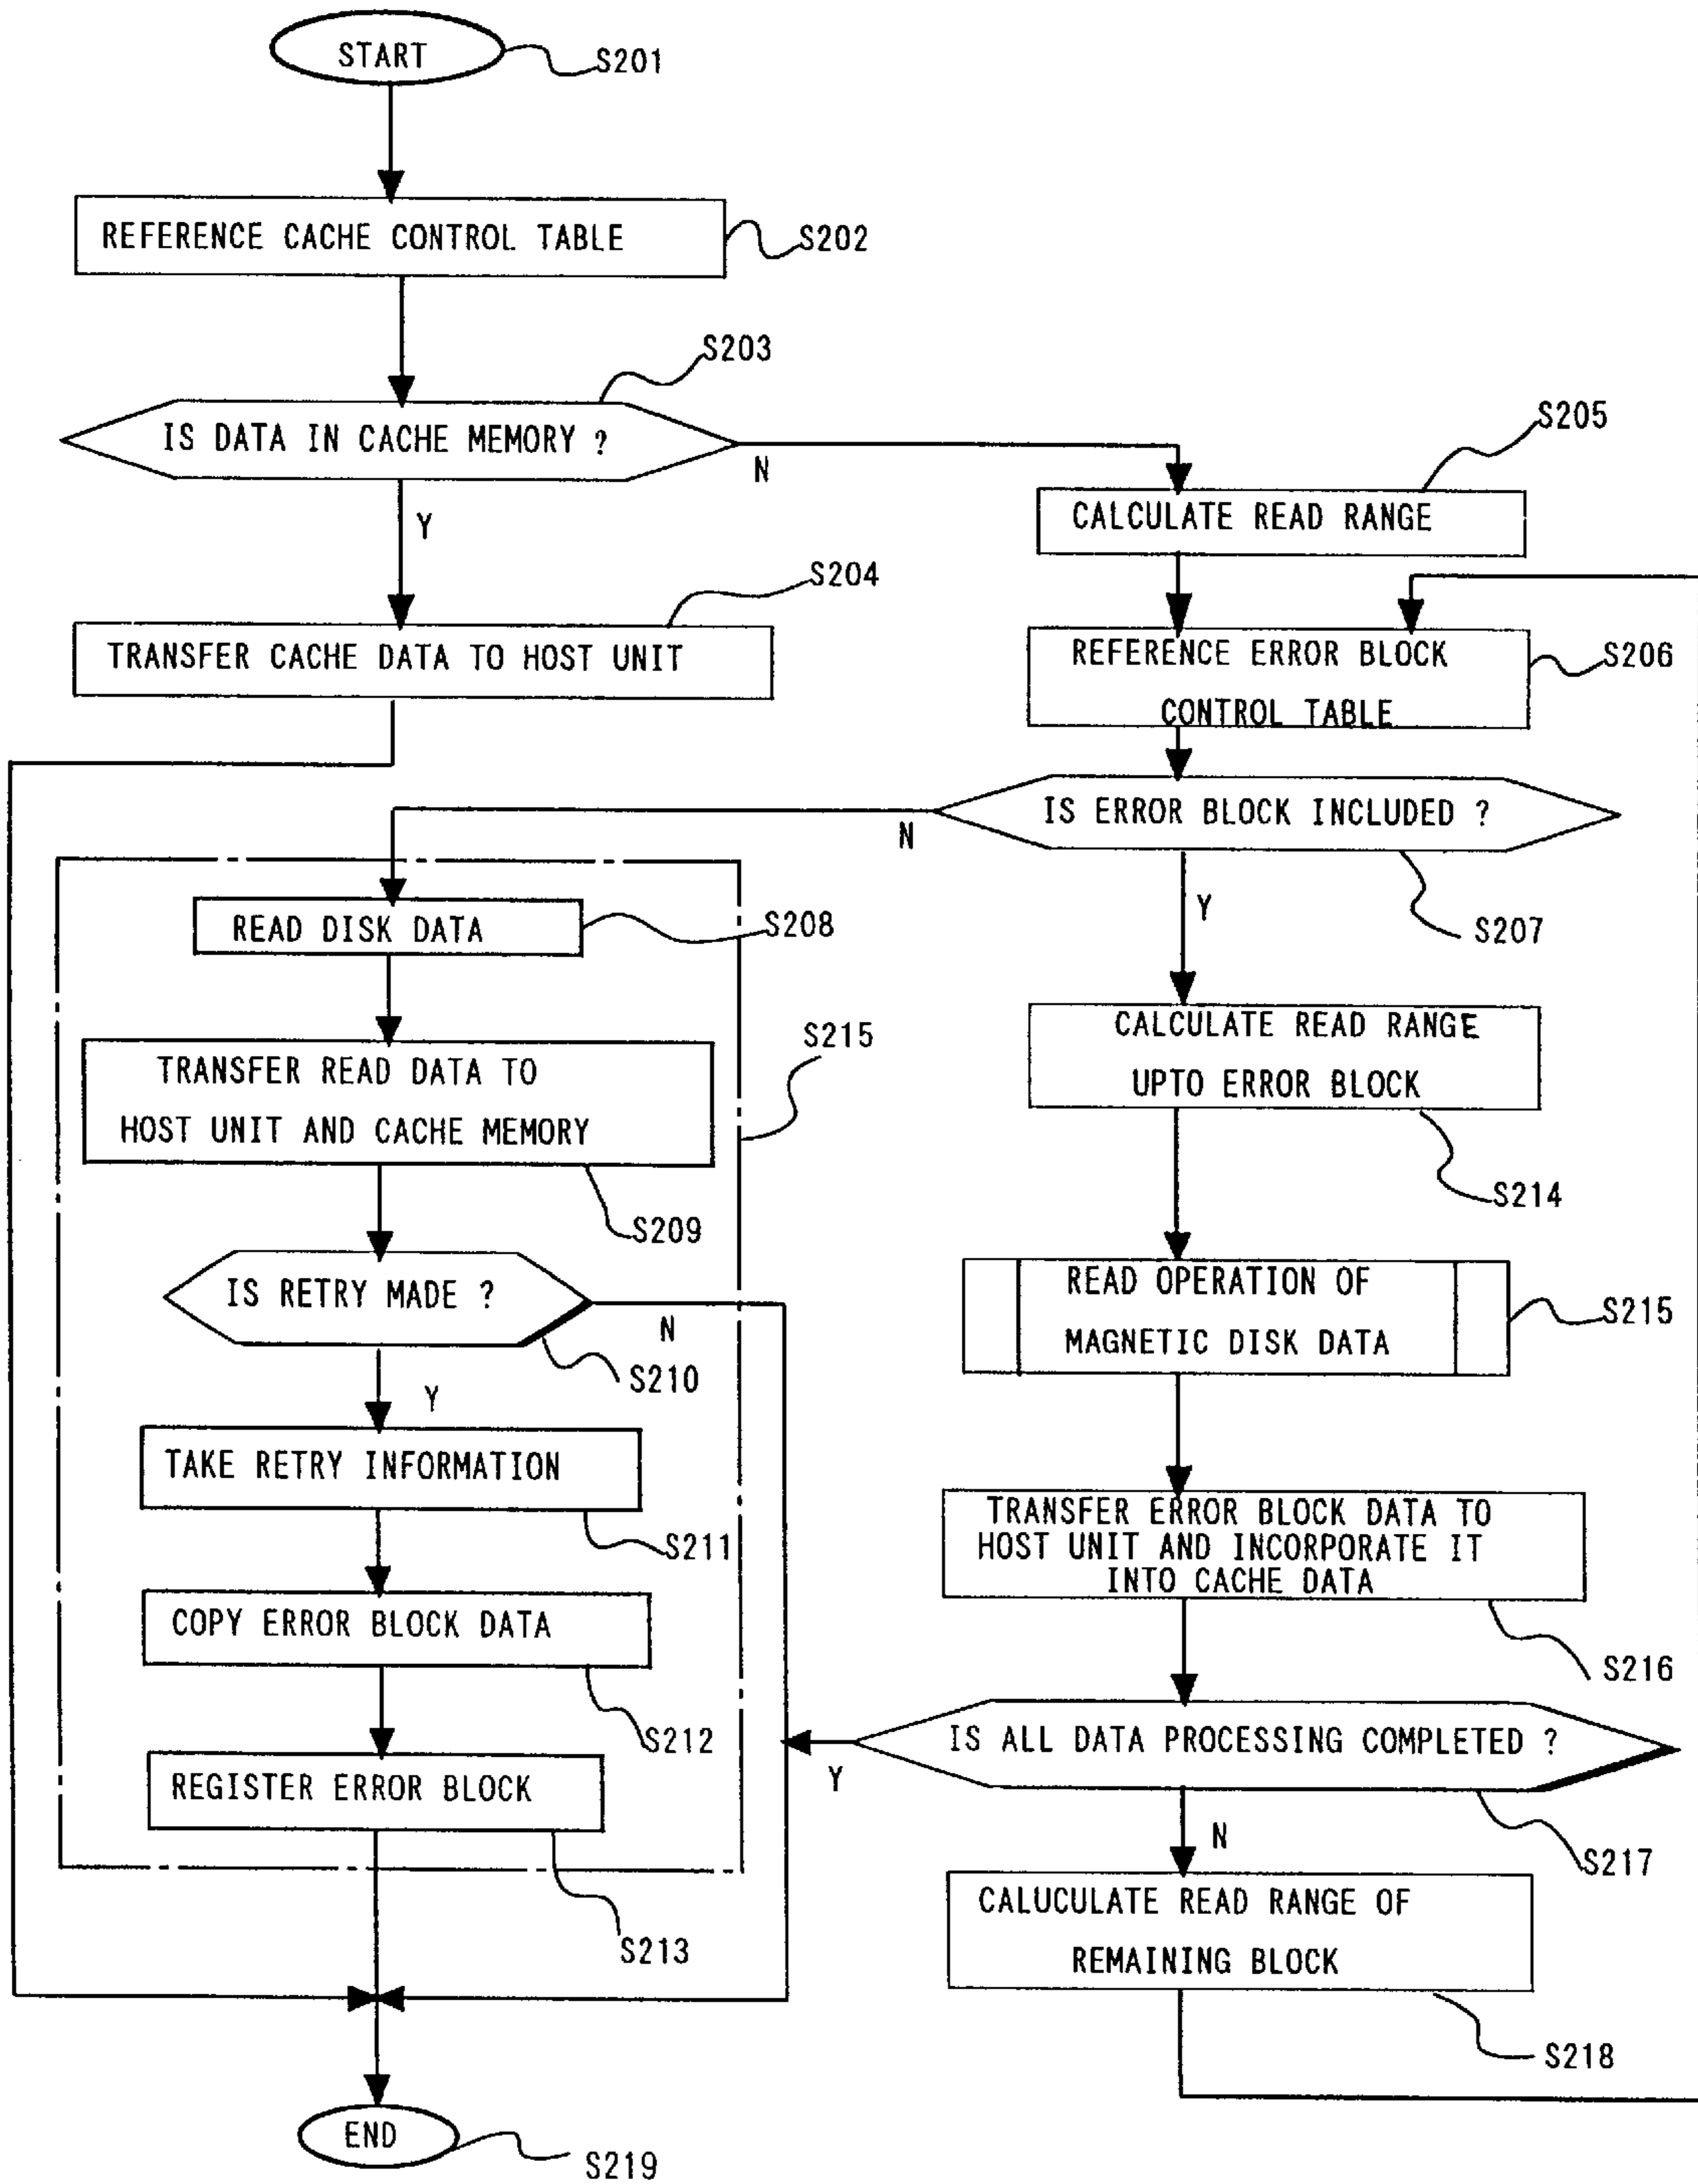 START
S201
REFERENCE CACHE CONTROL TABLE
S202
S203
IS DATA IN CACHE MEMORY ?
N
Y
S204
TRANSFER CACHE DATA TO HOST UNIT
S205
CALCULATE READ RANGE
REFERENCE ERROR BLOCK
CONTROL TABLE
S206
IS ERROR BLOCK INCLUDED ?
N
Y
S207
READ DISK DATA
S208
TRANSFER READ DATA TO
HOST UNIT AND CACHE MEMORY
S209
S215
IS RETRY MADE ?
N
S210
Y
TAKE RETRY INFORMATION
S211
COPY ERROR BLOCK DATA
S212
REGISTER ERROR BLOCK
S213
CALCULATE READ RANGE
UPTO ERROR BLOCK
S214
READ OPERATION OF
MAGNETIC DISK DATA
S215
TRANSFER ERROR BLOCK DATA TO
HOST UNIT AND INCORPORATE IT
INTO CACHE DATA
S216
IS ALL DATA PROCESSING COMPLETED ?
Y
N
S217
CALUCULATE READ RANGE OF
REMAINING BLOCK
S218
END
S219